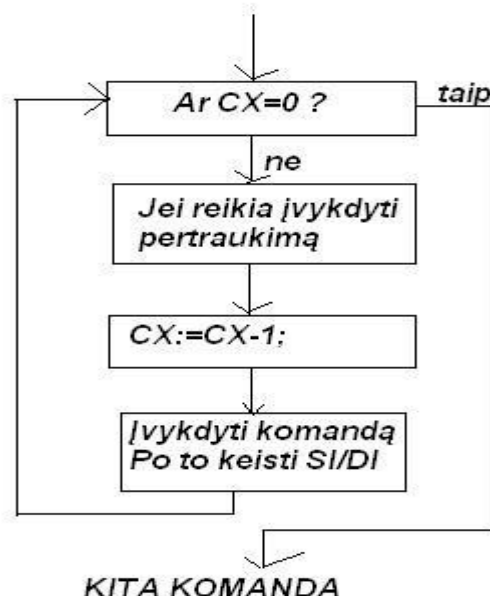 Ar CX=0 ?
taip
ne
Jei reikia įvykdyti
pertraukimą
CX:=CX-1;
Įvykdyti komandą
Po to keisti SI/DI
KITA KOMANDA